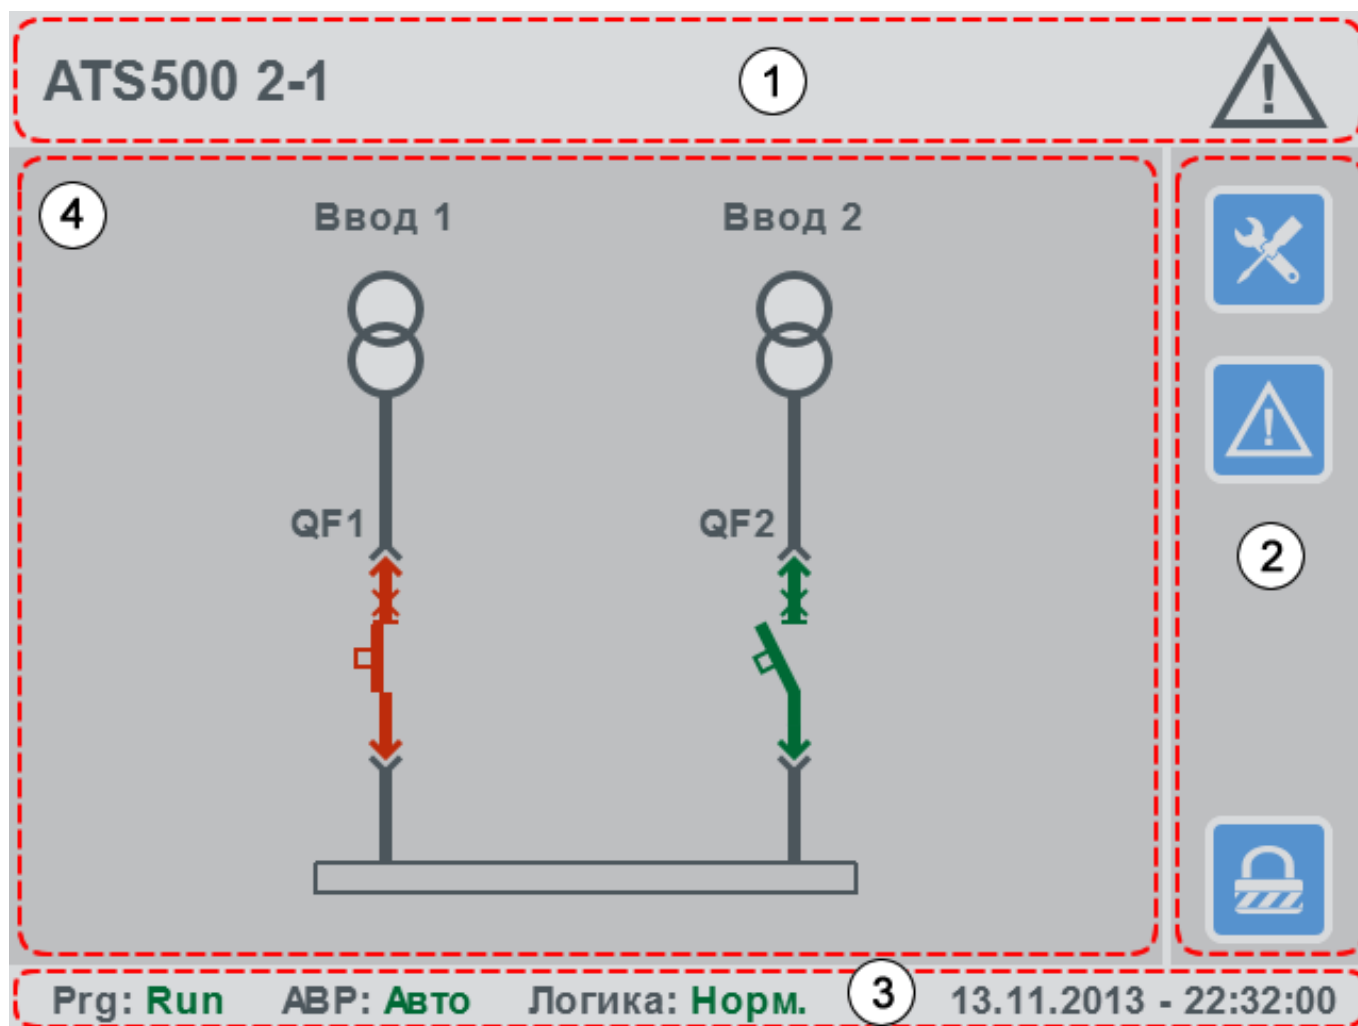 ATS500 2-1
1
4
Ввод 1 Ввод 2
QF1 QF2
2
Prg: Run АВР: Авто Логика: Норм. 3 13.11.2013 - 22:32:00